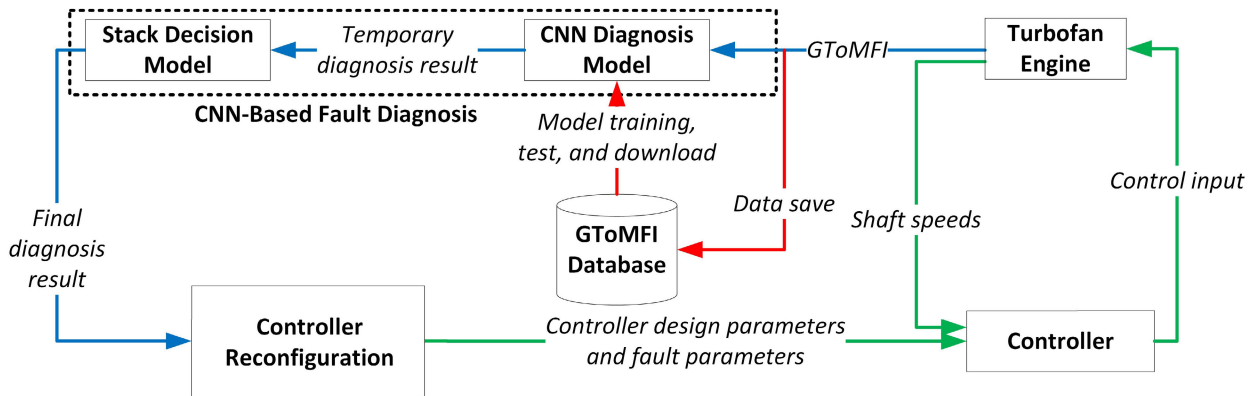 Stack Decision
Model
Temporary
diagnosis result
CNN Diagnosis
Model
GToMFI
Turbofan
Engine
CNN-Based Fault Diagnosis
Model training,
test, and download
Control input
Final
diagnosis
result
GToMFI
Database
Data save
Shaft speeds
Controller
Reconfiguration
Controller design parameters
and fault parameters
Controller